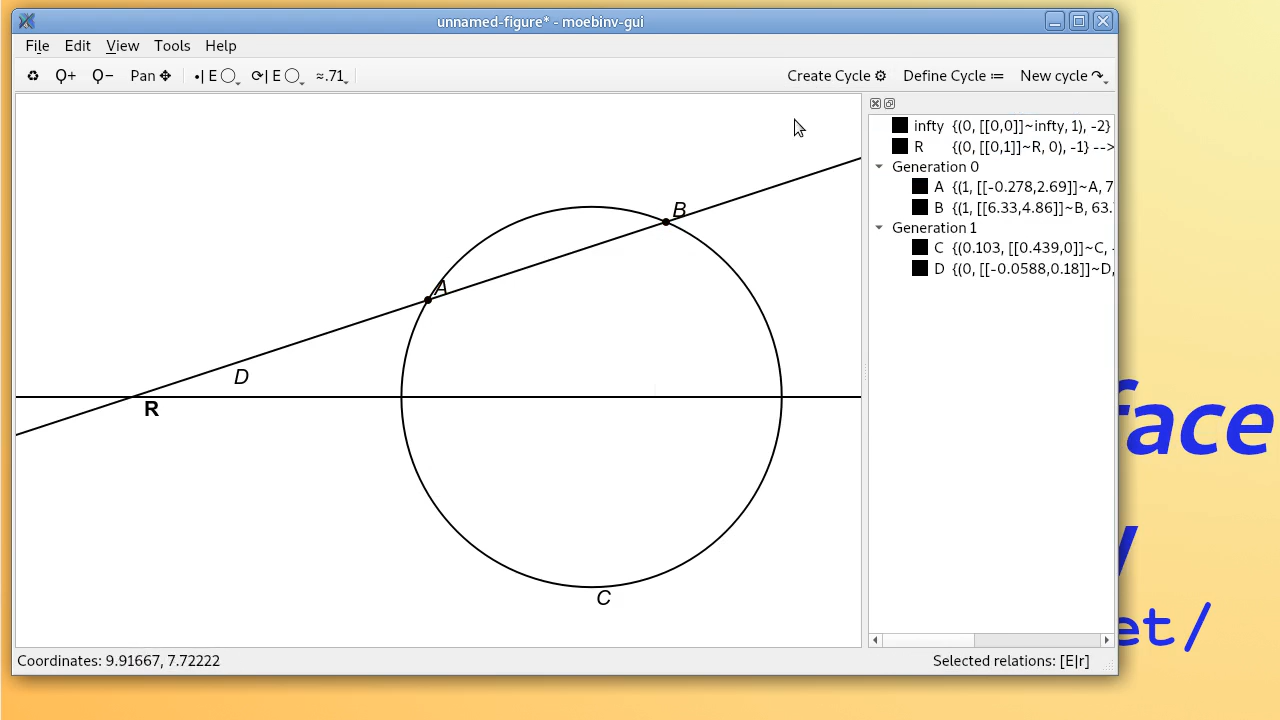 unnamed-figure* - moebinv-gui
File Edit View Tools Help
Pan
•| E
| E
≈.71
Create Cycle
Define Cycle
New cycle
infty {(0, [[0,0]]~infty, 1), -2}
R {(0, [[0,1]]~R, 0), -1} -->
Generation 0
A {(1, [[-0.278,2.69]]~A, 7
B {(1, [[6.33,4.86]]~B, 63.
Generation 1
C {(0.103, [[0.439,0]]~C, -
D {(0, [[-0.0588,0.18]]~D,
B
A
D
R
C
face
y
et/
Coordinates: 9.91667, 7.72222
Selected relations: [E|r]